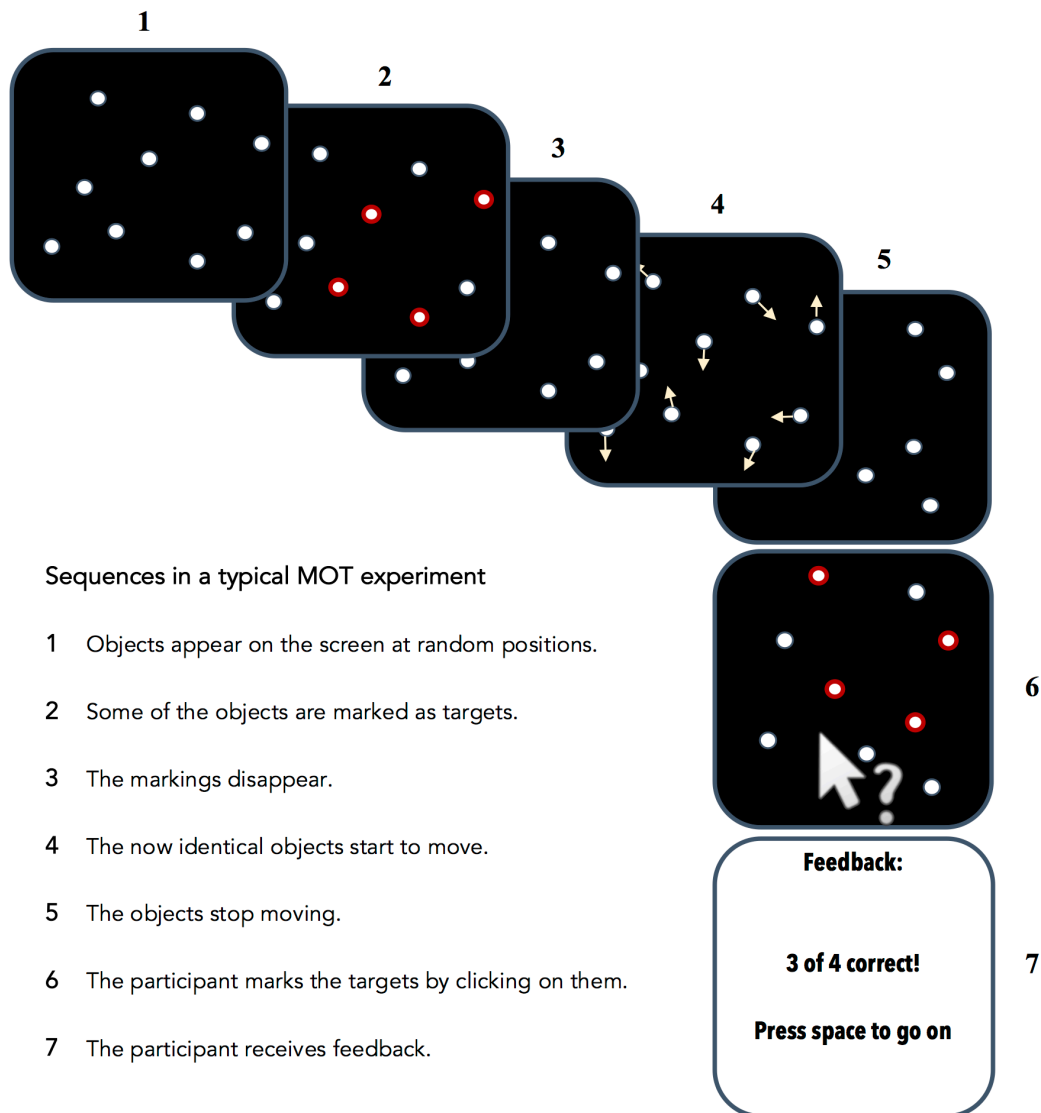 1
2
3
4
5
Sequences in a typical MOT experiment
1 Objects appear on the screen at random positions.
2 Some of the objects are marked as targets.
3 The markings disappear.
4 The now identical objects start to move.
5 The objects stop moving.
6 The participant marks the targets by clicking on them.
7 The participant receives feedback.
?
6
Feedback:
3 of 4 correct!
7
Press space to go on